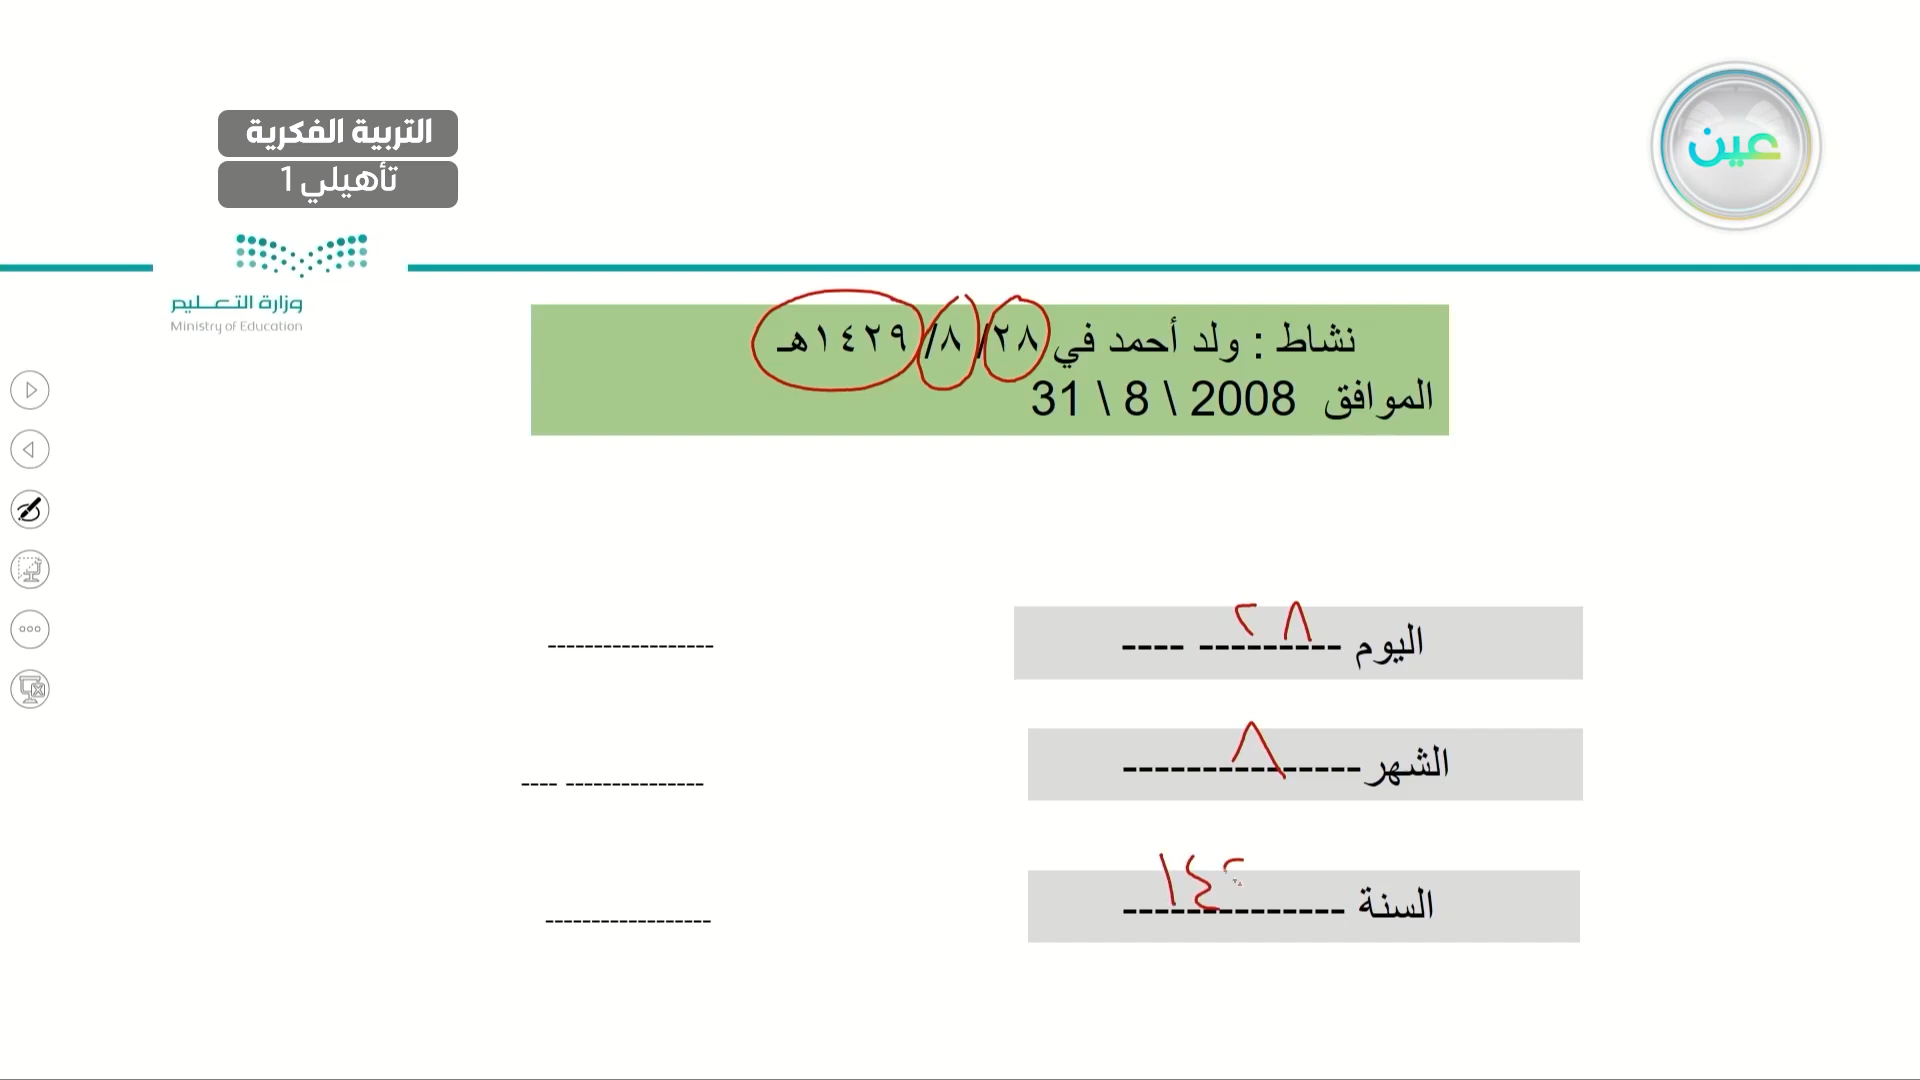 عين
التربية الفكرية
تأهيلي 1
وزارة التعليم
Ministry of Education
نشاط : ولد أحمد في ٢٨/ ٨/ ١٤٢٩هـ
الموافق 2008 \ 8 \ 31
اليوم ٢٨
الشهر ٨
السنة ١٤